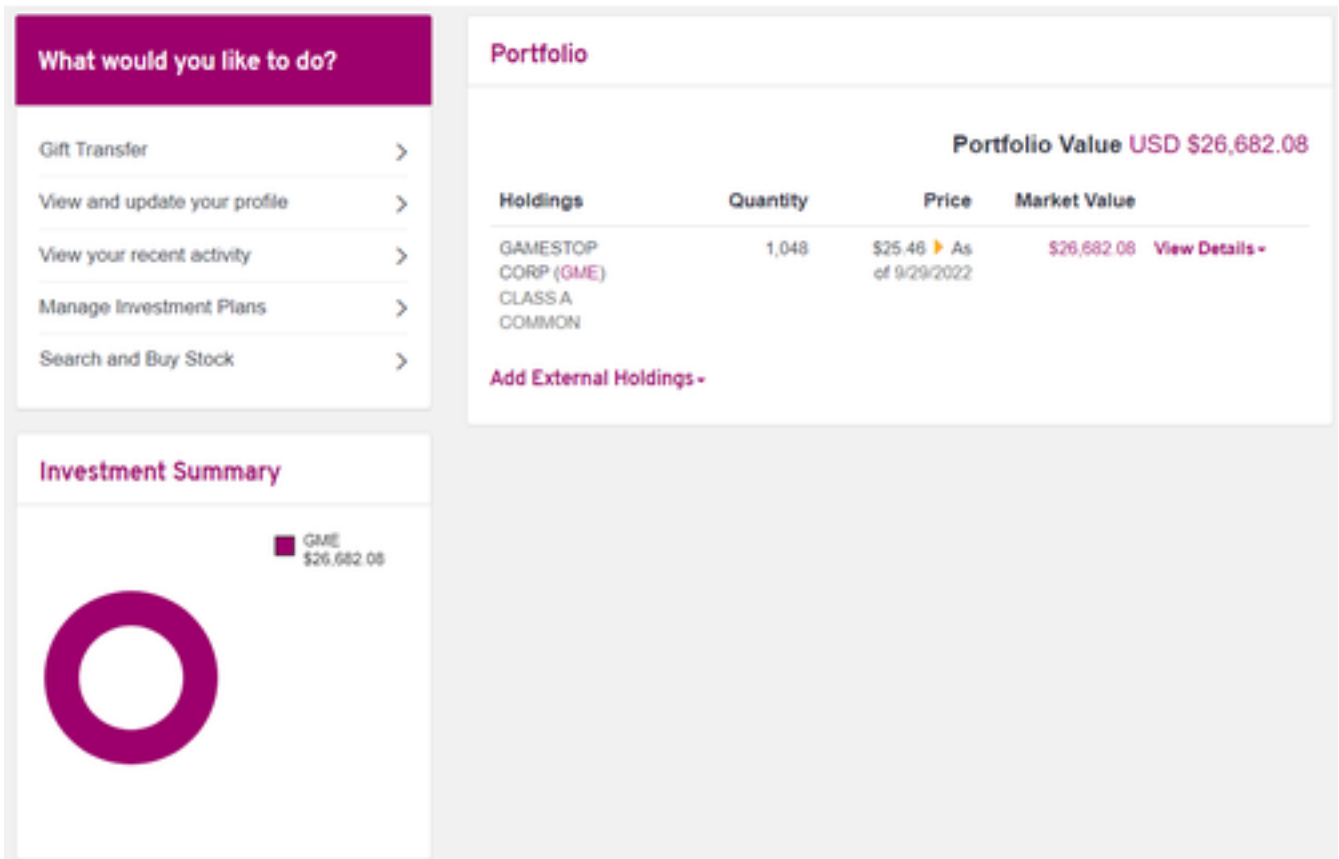 What would you like to do?
Gift Transfer
View and update your profile
View your recent activity
Manage Investment Plans
Search and Buy Stock
Portfolio
Portfolio Value USD $26,682.08
Holdings Quantity Price Market Value
GAMESTOP 1,048 $25.46 As $26,682.08 View Details
CORP (GME) of 9/29/2022
CLASS A
COMMON
Add External Holdings
Investment Summary
GME
$26,682.08